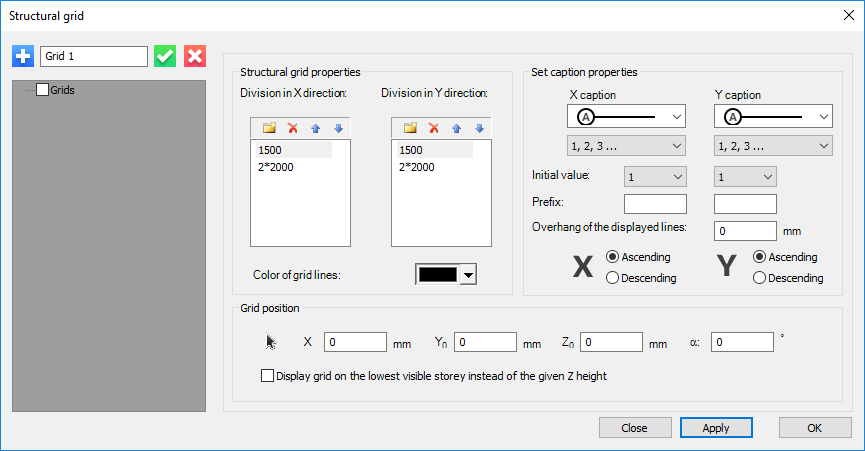 Structural grid
Grid 1
Grids
Structural grid properties
Division in X direction:
Division in Y direction:
1500
2*2000
1500
2*2000
Color of grid lines:
Set caption properties
X caption
Y caption
A
A
1, 2, 3 ...
1, 2, 3 ...
Initial value:
1
1
Prefix:
Overhang of the displayed lines:
0
mm
X
Ascending
Descending
Y
Ascending
Descending
Grid position
X
0
mm
Y0
0
mm
Z0
0
mm
α:
0
°
Display grid on the lowest visible storey instead of the given Z height
Close
Apply
OK